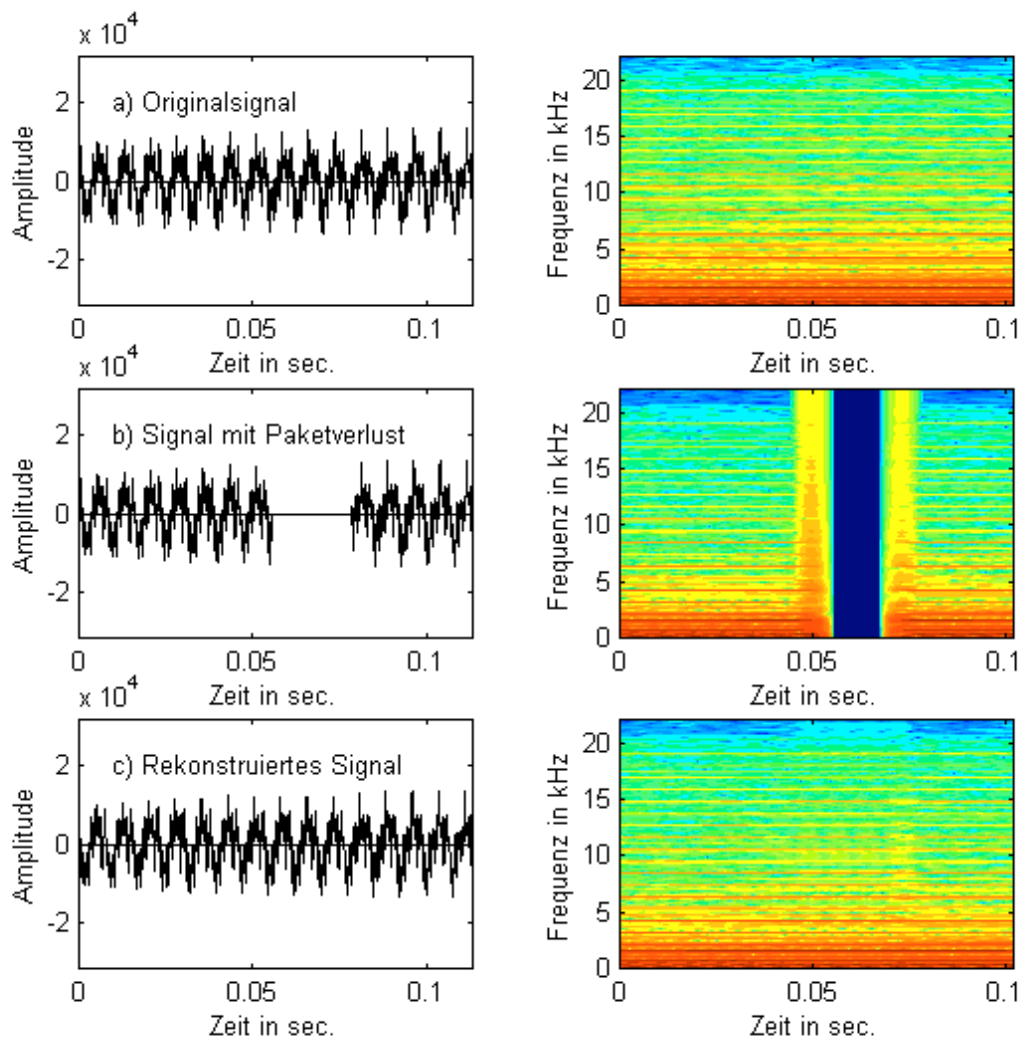 x 10^4
2
0
-2
Amplitude
a) Originalsignal
0
0.05
0.1
Zeit in sec.
20
15
10
5
0
Frequenz in kHz
0
0.05
0.1
Zeit in sec.
x 10^4
2
0
-2
Amplitude
b) Signal mit Paketverlust
0
0.05
0.1
Zeit in sec.
20
15
10
5
0
Frequenz in kHz
0
0.05
0.1
Zeit in sec.
x 10^4
2
0
-2
Amplitude
c) Rekonstruiertes Signal
0
0.05
0.1
Zeit in sec.
20
15
10
5
0
Frequenz in kHz
0
0.05
0.1
Zeit in sec.